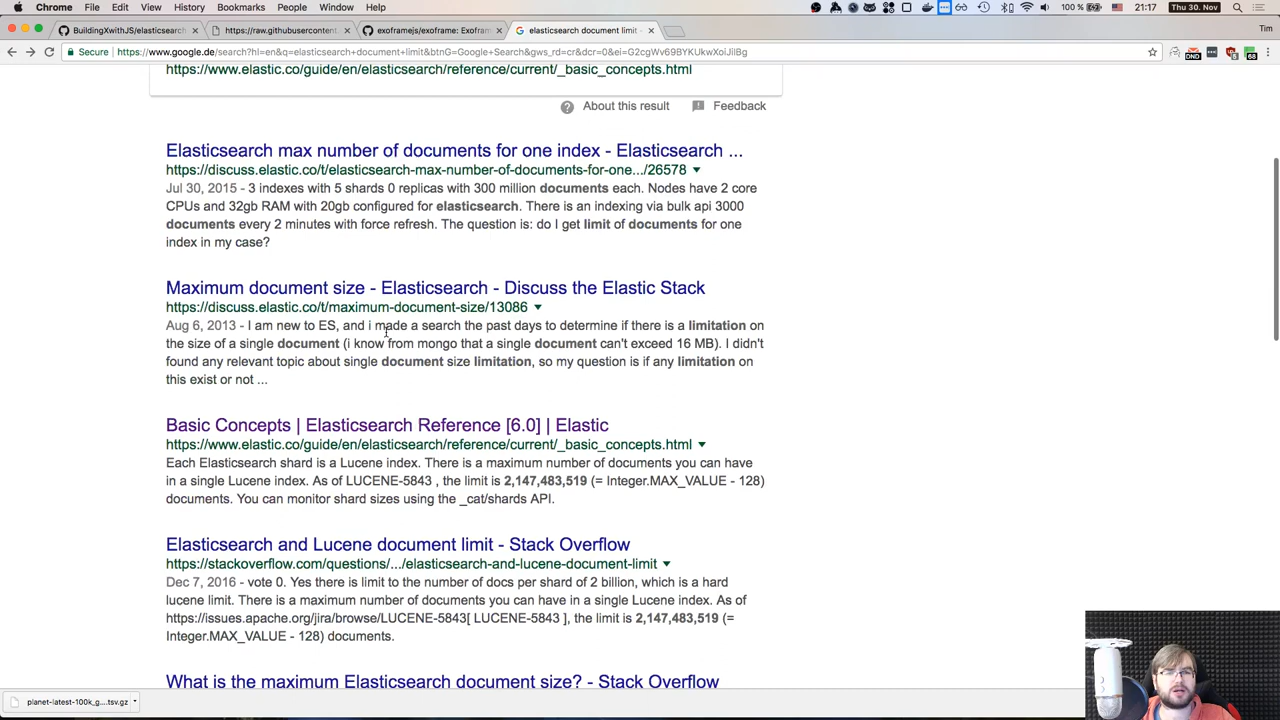 Chrome File Edit View History Bookmarks People Window Help 100 % Thu 30. Nov 21:17
BuildingXwithJS/elasticsearch × https://raw.githubusercontent. × exoframejs/exoframe: Exofram × elasticsearch document limit - × Tim
Secure https://www.google.de/search?hl=en&q=elasticsearch+document+limit&btnG=Google+Search&gws_rd=cr&dcr=0&ei=G2cgWv69BYKUkwXoiJiIBg
https://www.elastic.co/guide/en/elasticsearch/reference/current/_basic_concepts.html
About this result Feedback
Elasticsearch max number of documents for one index - Elasticsearch ...
https://discuss.elastic.co/t/elasticsearch-max-number-of-documents-for-one.../26578
Jul 30, 2015 - 3 indexes with 5 shards 0 replicas with 300 million documents each. Nodes have 2 core
CPUs and 32gb RAM with 20gb configured for elasticsearch. There is an indexing via bulk api 3000
documents every 2 minutes with force refresh. The question is: do I get limit of documents for one
index in my case?
Maximum document size - Elasticsearch - Discuss the Elastic Stack
https://discuss.elastic.co/t/maximum-document-size/13086
Aug 6, 2013 - I am new to ES, and i made a search the past days to determine if there is a limitation on
the size of a single document (i know from mongo that a single document can't exceed 16 MB). I didn't
found any relevant topic about single document size limitation, so my question is if any limitation on
this exist or not ...
Basic Concepts | Elasticsearch Reference [6.0] | Elastic
https://www.elastic.co/guide/en/elasticsearch/reference/current/_basic_concepts.html
Each Elasticsearch shard is a Lucene index. There is a maximum number of documents you can have
in a single Lucene index. As of LUCENE-5843 , the limit is 2,147,483,519 (= Integer.MAX_VALUE - 128)
documents. You can monitor shard sizes using the _cat/shards API.
Elasticsearch and Lucene document limit - Stack Overflow
https://stackoverflow.com/questions/.../elasticsearch-and-lucene-document-limit
Dec 7, 2016 - vote 0. Yes there is limit to the number of docs per shard of 2 billion, which is a hard
lucene limit. There is a maximum number of documents you can have in a single Lucene index. As of
https://issues.apache.org/jira/browse/LUCENE-5843[ LUCENE-5843 ], the limit is 2,147,483,519 (=
Integer.MAX_VALUE - 128) documents.
What is the maximum Elasticsearch document size? - Stack Overflow
planet-latest-100k_g....tsv.gz